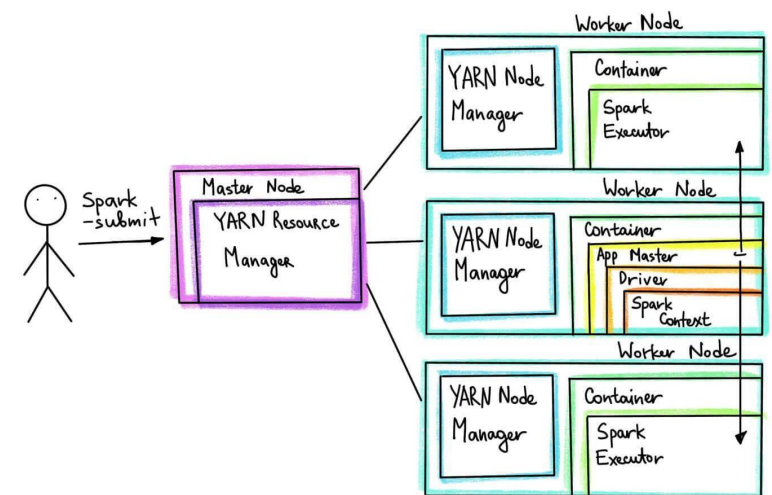 Spark
-submit
Master Node
YARN Resource
Manager
Worker Node
YARN Node
Manager
Container
Spark
Executor
Worker Node
YARN Node
Manager
Container
App Master
Driver
Spark
Context
Worker Node
YARN Node
Manager
Container
Spark
Executor